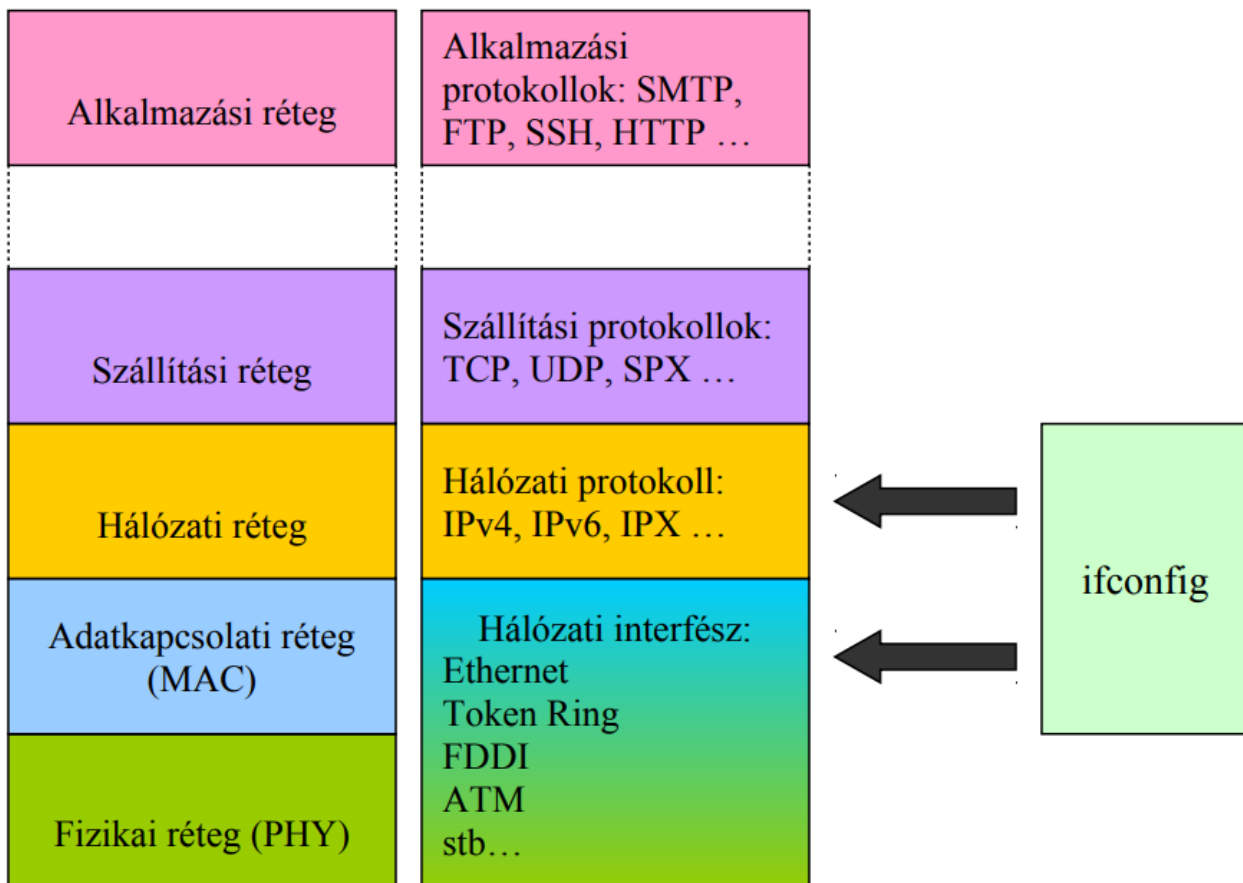 Alkalmazási réteg
Alkalmazási
protokollok: SMTP,
FTP, SSH, HTTP …
Szállítási réteg
Szállítási protokollok:
TCP, UDP, SPX …
Hálózati réteg
Hálózati protokoll:
IPv4, IPv6, IPX …
Adatkapcsolati réteg
(MAC)
Fizikai réteg (PHY)
Hálózati interfész:
Ethernet
Token Ring
FDDI
ATM
stb…
ifconfig